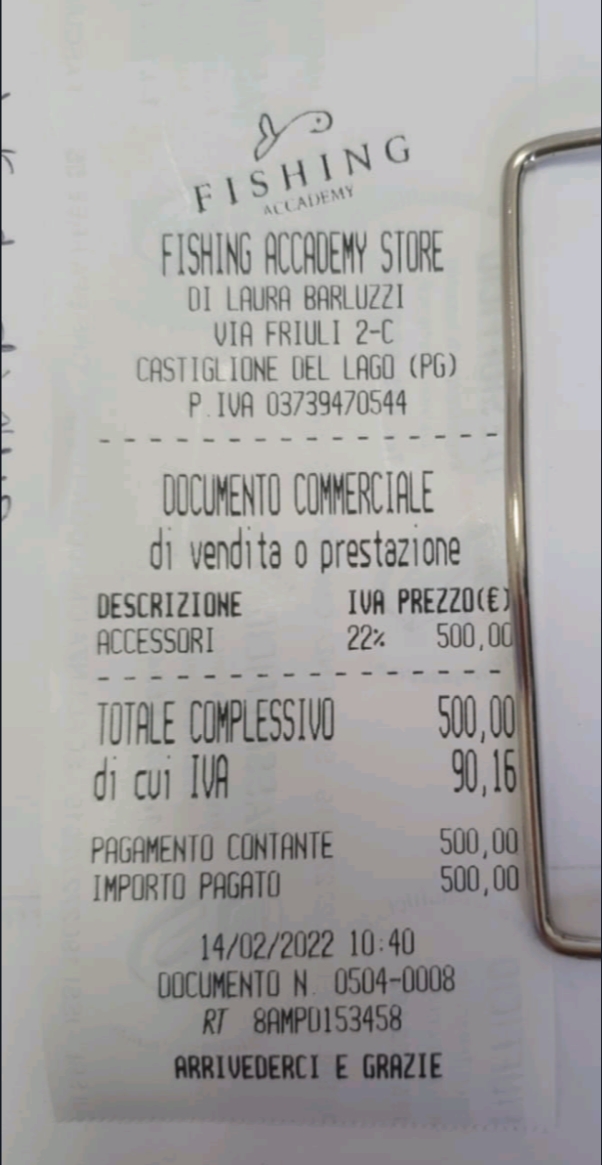 FISHING
ACCADEMY
FISHING ACCADEMY STORE
DI LAURA BARLUZZI
VIA FRIULI 2-C
CASTIGLIONE DEL LAGO (PG)
P.IVA 03739470544
DOCUMENTO COMMERCIALE
di vendita o prestazione
DESCRIZIONE IVA PREZZO(€)
ACCESSORI 22% 500,00
TOTALE COMPLESSIVO 500,00
di cui IVA 90,16
PAGAMENTO CONTANTE 500,00
IMPORTO PAGATO 500,00
14/02/2022 10:40
DOCUMENTO N. 0504-0008
RT 8AMPD153458
ARRIVEDERCI E GRAZIE